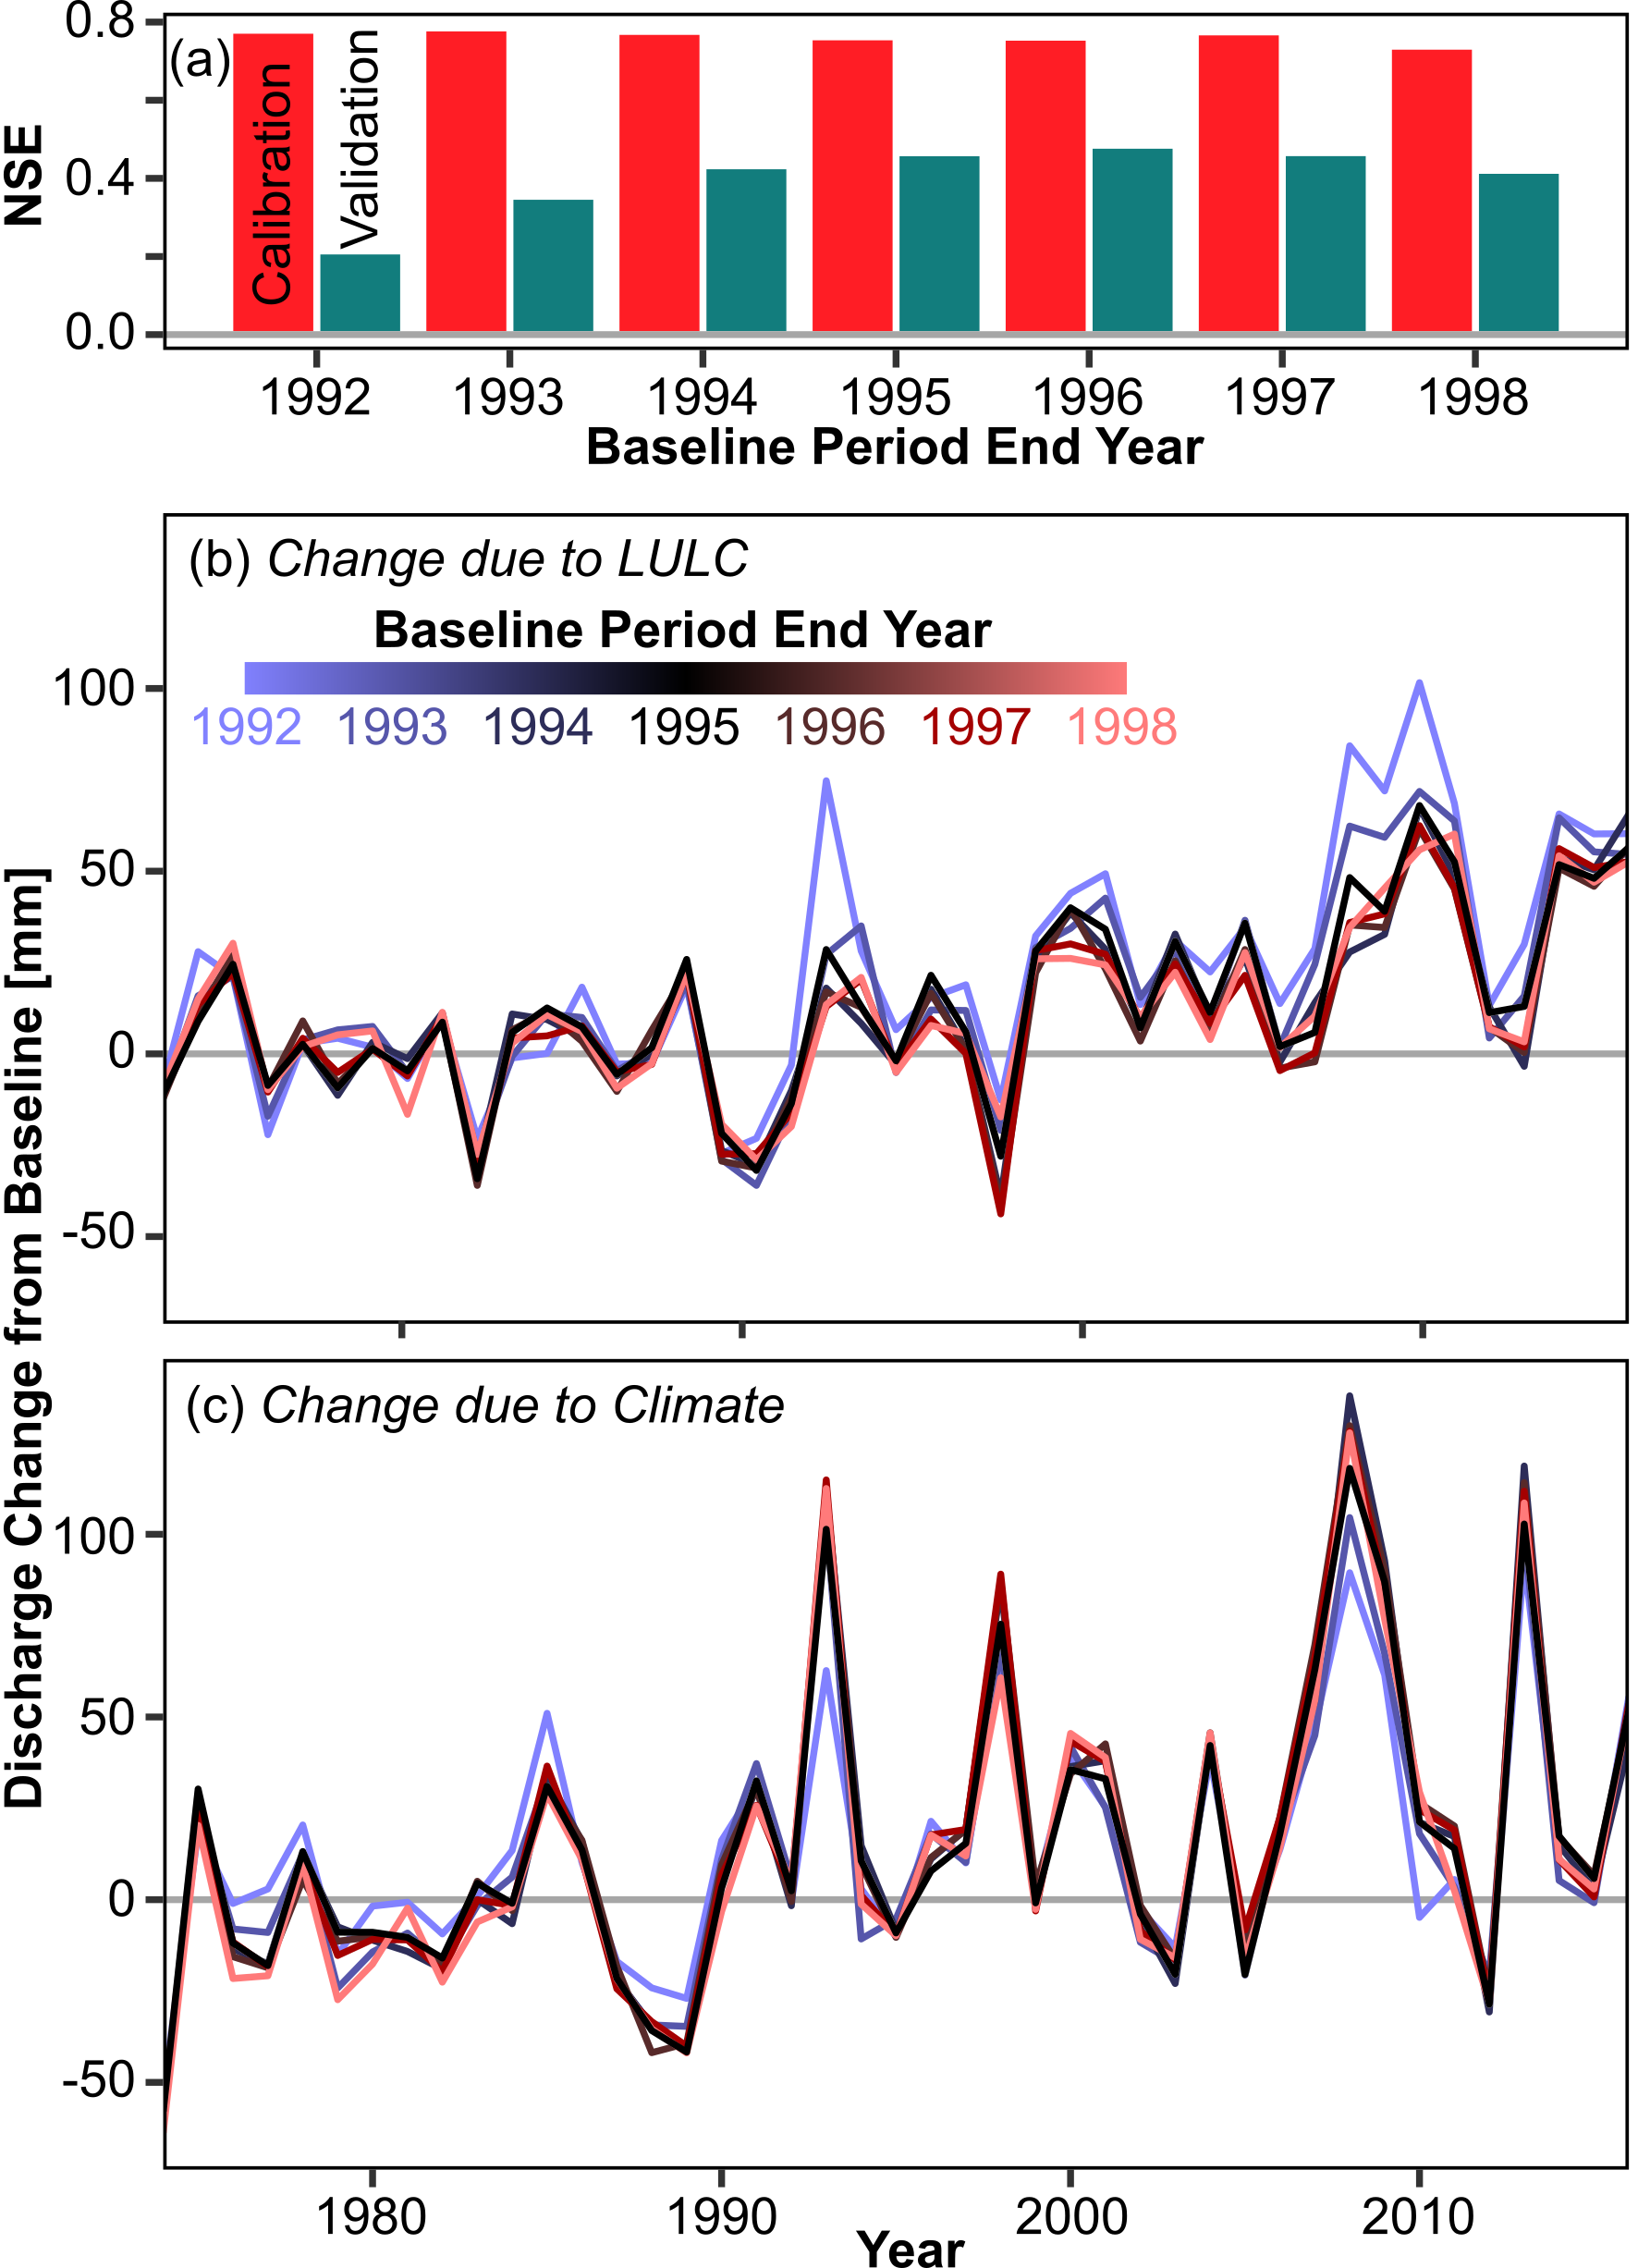 0.8
(a)
Calibration
Validation
NSE
0.4
0.0
1992 1993 1994 1995 1996 1997 1998
Baseline Period End Year
(b) Change due to LULC
Baseline Period End Year
1992 1993 1994 1995 1996 1997 1998
100
50
0
-50
Discharge Change from Baseline [mm]
(c) Change due to Climate
100
50
0
-50
1980 1990 2000 2010
Year